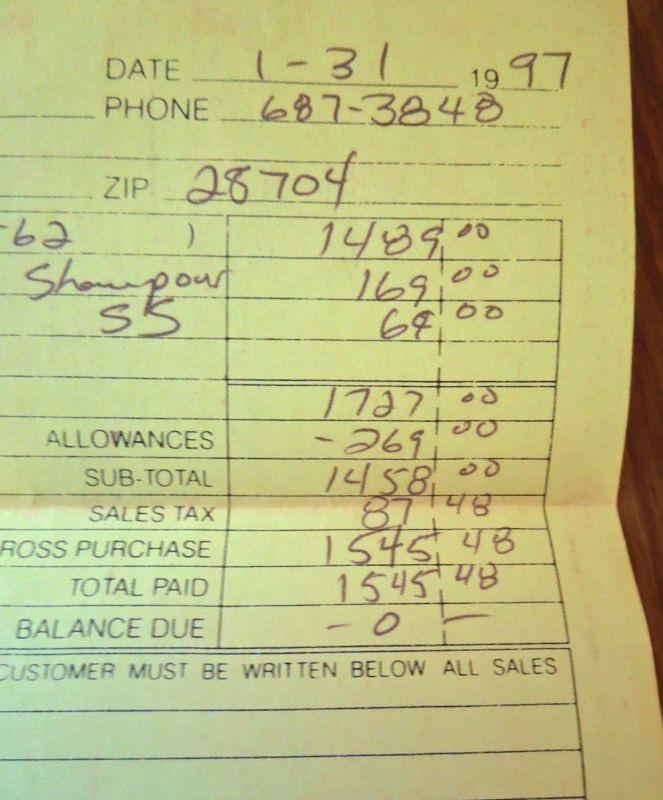 DATE 1-31 1997
PHONE 687-3848
ZIP 28704
-62 ) 1489 00
Shampour 169 00
SS 69 00
1727 00
ALLOWANCES -269 00
SUB-TOTAL 1458 00
SALES TAX 87 48
ROSS PURCHASE 1545 48
TOTAL PAID 1545 48
BALANCE DUE - 0 -
CUSTOMER MUST BE WRITTEN BELOW ALL SALES